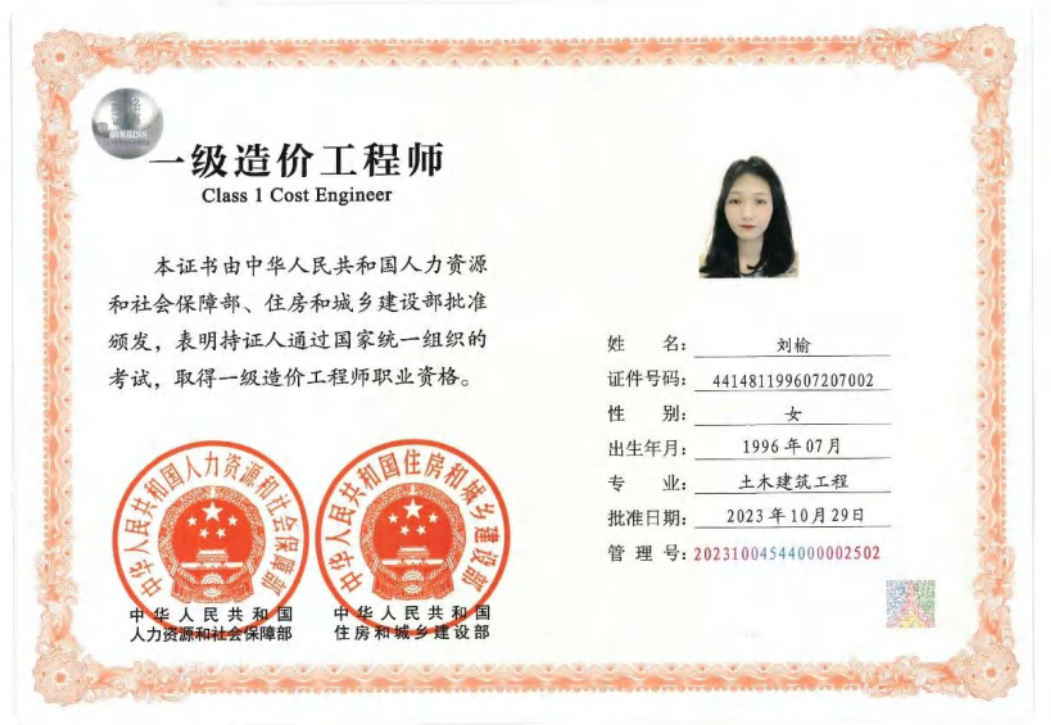 一级造价工程师
Class 1 Cost Engineer
本证书由中华人民共和国人力资源
和社会保障部、住房和城乡建设部批准
颁发，表明持证人通过国家统一组织的
考试，取得一级造价工程师职业资格。
中华人民共和国人力资源和社会保障部
中华人民共和国
人力资源和社会保障部
中华人民共和国住房和城乡建设部
中华人民共和国
住房和城乡建设部
姓 名： 刘榆
证件号码： 441481199607207002
性 别： 女
出生年月： 1996年07月
专 业： 土木建筑工程
批准日期： 2023年10月29日
管 理 号： 20231004544000002502